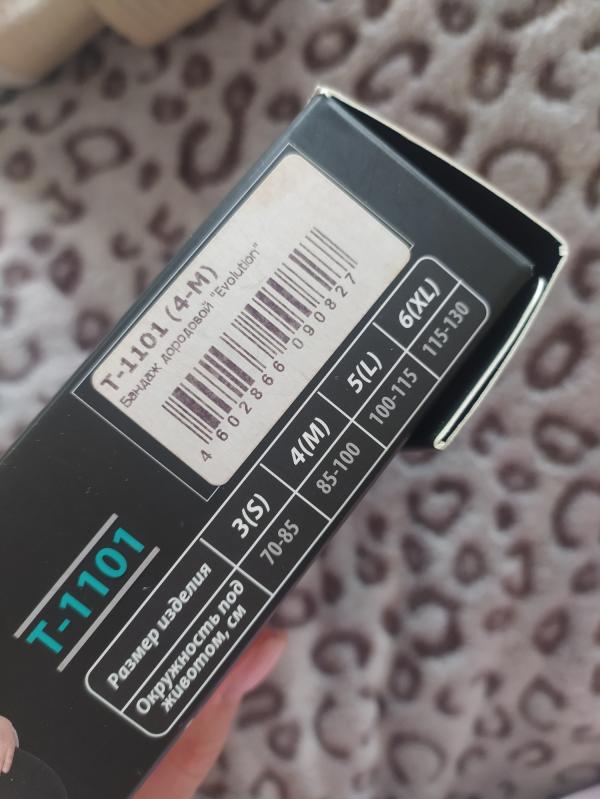 T-1101 (4-M)
Бандаж дородовой "Evolution"
4 602866 090827
T-1101
Размер изделия 3(S) 4(M) 5(L) 6(XL)
Окружность под 70-85 85-100 100-115 115-130
животом, см